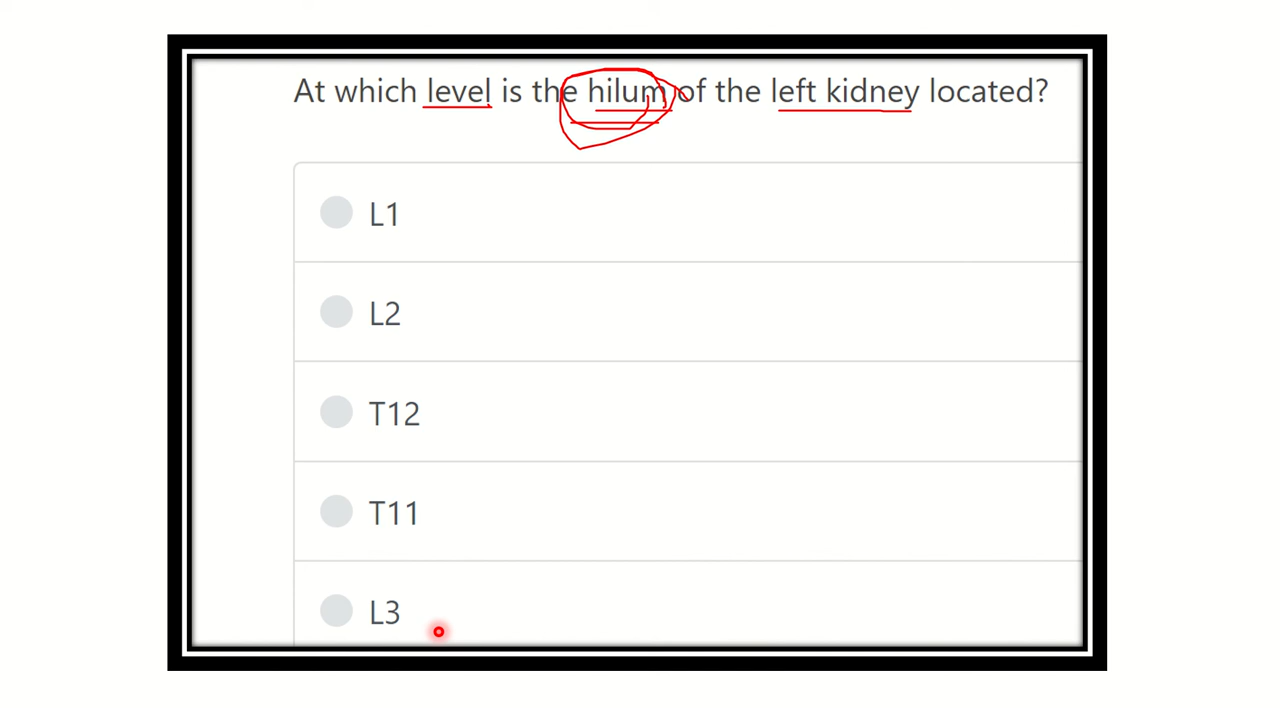 At which level is the hilum of the left kidney located?
L1
L2
T12
T11
L3